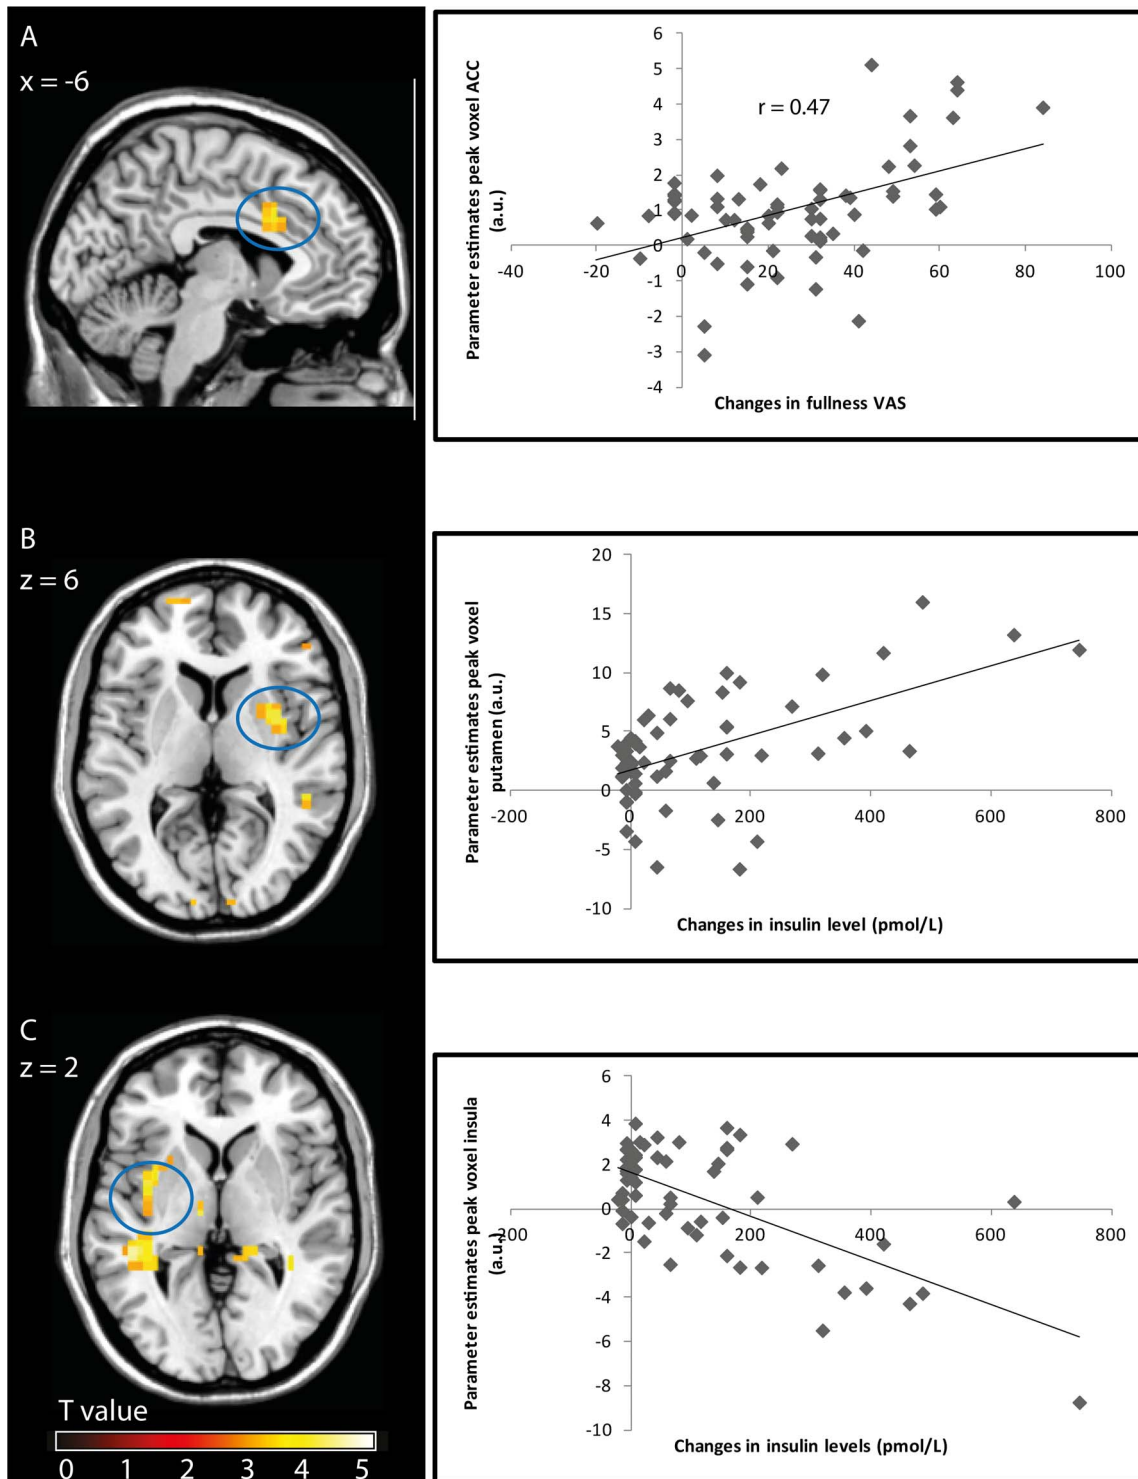 A
x = -6
Parameter estimates peak voxel ACC
(a.u.)
6
5
4
3
2
1
0
-1
-2
-3
-4
-40
-20
0
20
40
60
80
100
r = 0.47
Changes in fullness VAS
B
z = 6
Parameter estimates peak voxel
putamen (a.u.)
20
15
10
5
0
-5
-10
-200
0
200
400
600
800
Changes in insulin level (pmol/L)
C
z = 2
Parameter estimates peak voxel insula
(a.u.)
6
4
2
0
-2
-4
-6
-8
-10
-200
0
200
400
600
800
Changes in insulin levels (pmol/L)
T value
0 1 2 3 4 5